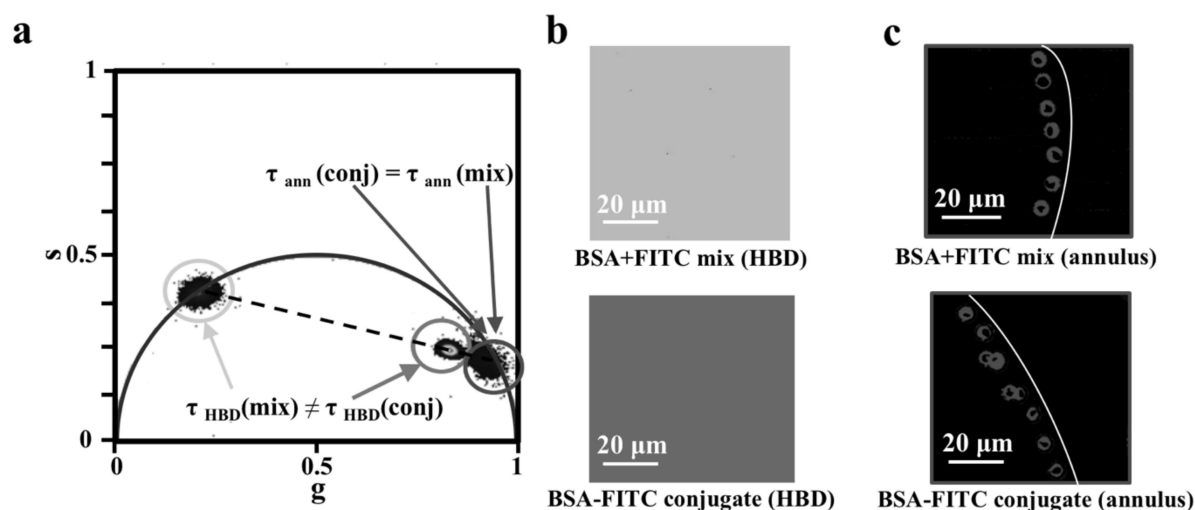 a
b
c
1
s
0.5
0
0
0.5
1
g
τ ann (conj) = τ ann (mix)
τ HBD (mix) ≠ τ HBD (conj)
20 μm
BSA+FITC mix (HBD)
20 μm
BSA-FITC conjugate (HBD)
20 μm
BSA+FITC mix (annulus)
20 μm
BSA-FITC conjugate (annulus)